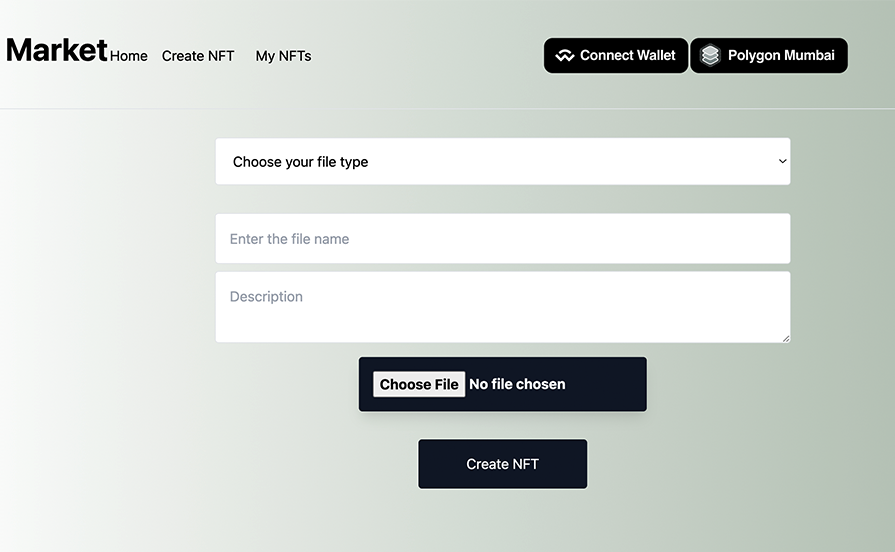 Market Home Create NFT My NFTs Connect Wallet Polygon Mumbai
Choose your file type
Enter the file name
Description
Choose File No file chosen
Create NFT